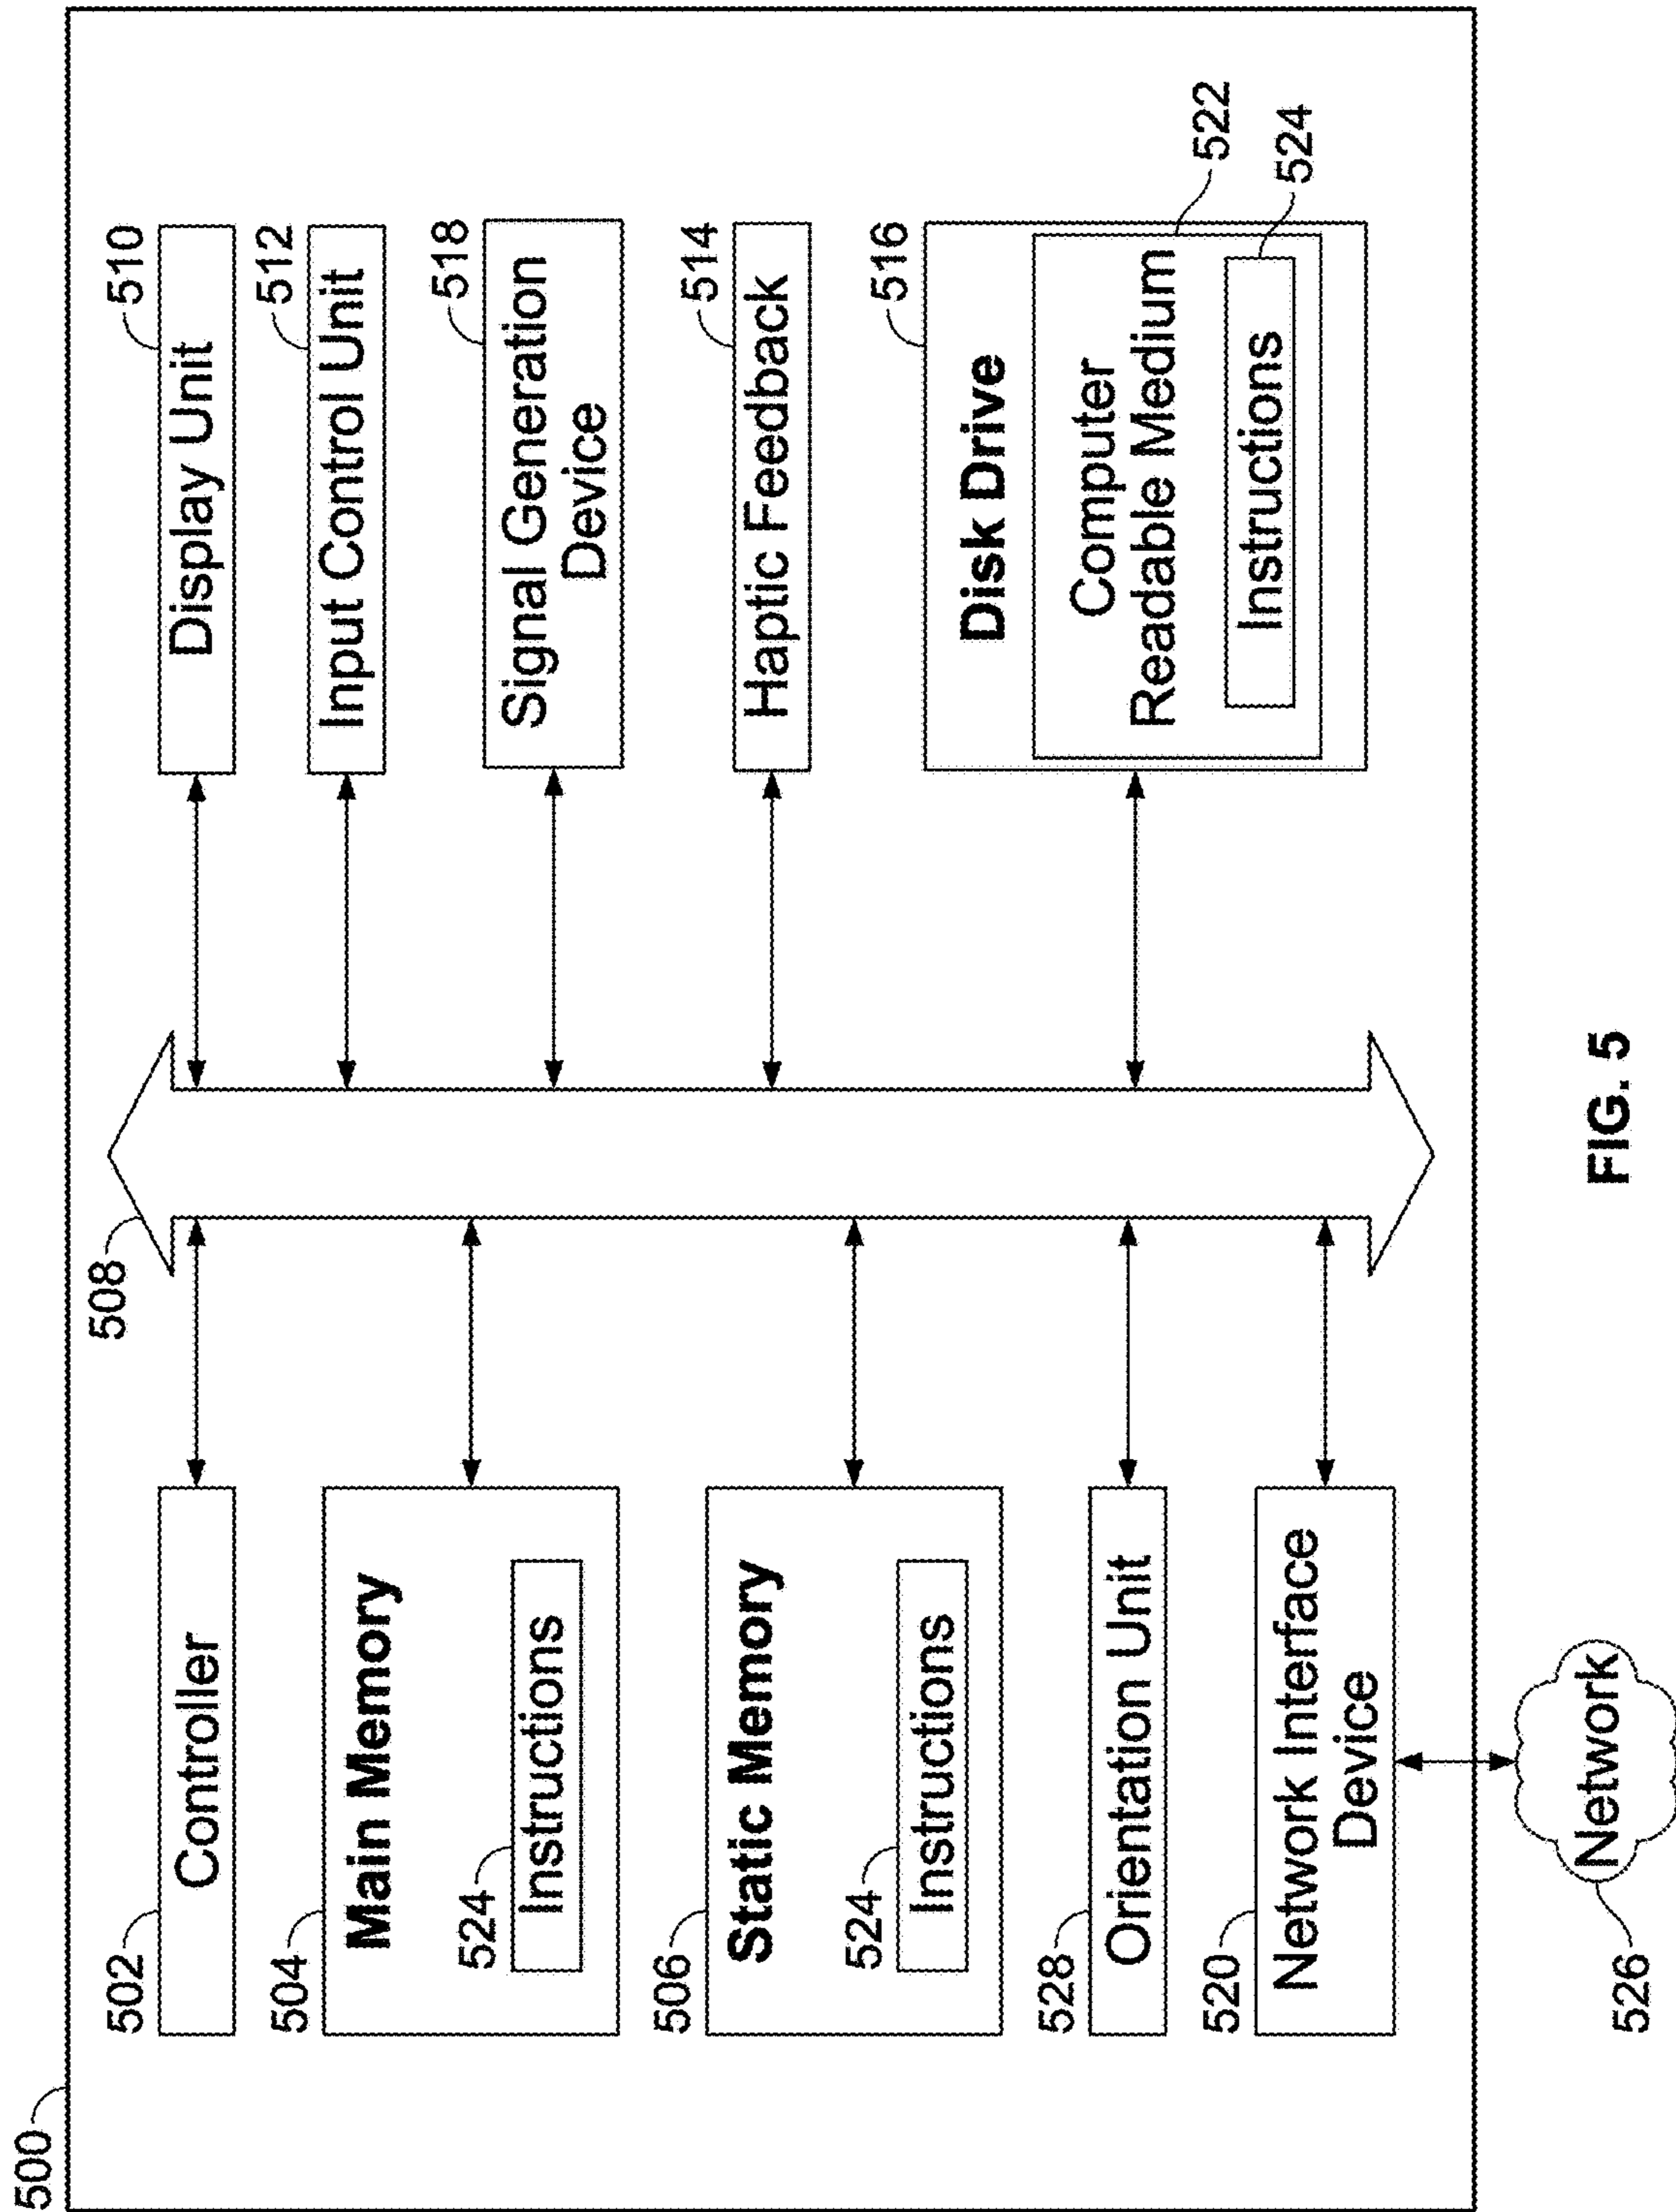 500
508
502
Controller
504
Main Memory
524
Instructions
506
Static Memory
524
Instructions
528
Orientation Unit
520
Network Interface
Device
526
Network
510
Display Unit
512
Input Control Unit
518
Signal Generation
Device
514
Haptic Feedback
516
Disk Drive
Computer
Readable Medium
522
Instructions
524
FIG. 5